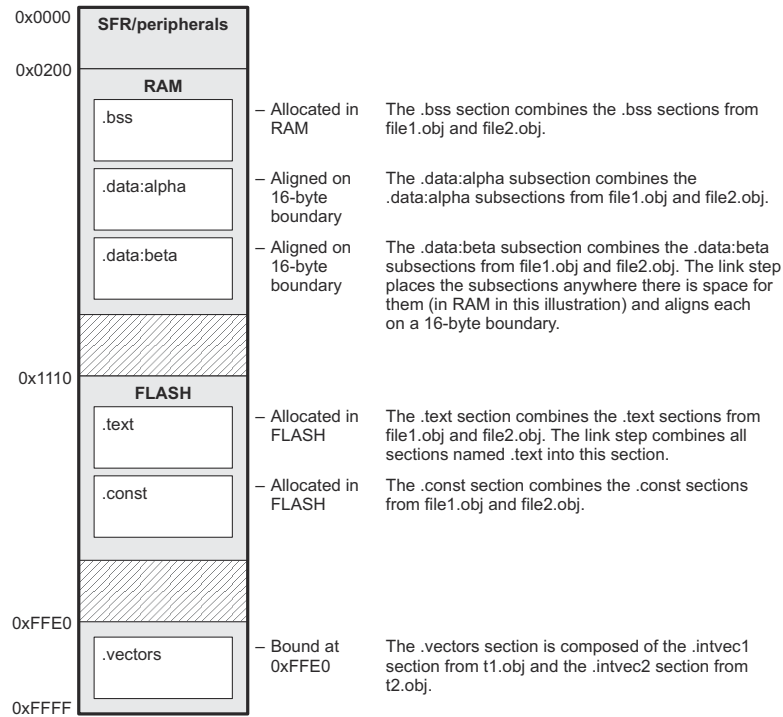 0x0000
SFR/peripherals
0x0200
RAM
.bss
– Allocated in
RAM
The .bss section combines the .bss sections from
file1.obj and file2.obj.
.data:alpha
– Aligned on
16-byte
boundary
The .data:alpha subsection combines the
.data:alpha subsections from file1.obj and file2.obj.
.data:beta
– Aligned on
16-byte
boundary
The .data:beta subsection combines the .data:beta
subsections from file1.obj and file2.obj. The link step
places the subsections anywhere there is space for
them (in RAM in this illustration) and aligns each
on a 16-byte boundary.
0x1110
FLASH
.text
– Allocated in
FLASH
The .text section combines the .text sections from
file1.obj and file2.obj. The link step combines all
sections named .text into this section.
.const
– Allocated in
FLASH
The .const section combines the .const sections
from file1.obj and file2.obj.
0xFFE0
.vectors
– Bound at
0xFFE0
The .vectors section is composed of the .intvec1
section from t1.obj and the .intvec2 section from
t2.obj.
0xFFFF